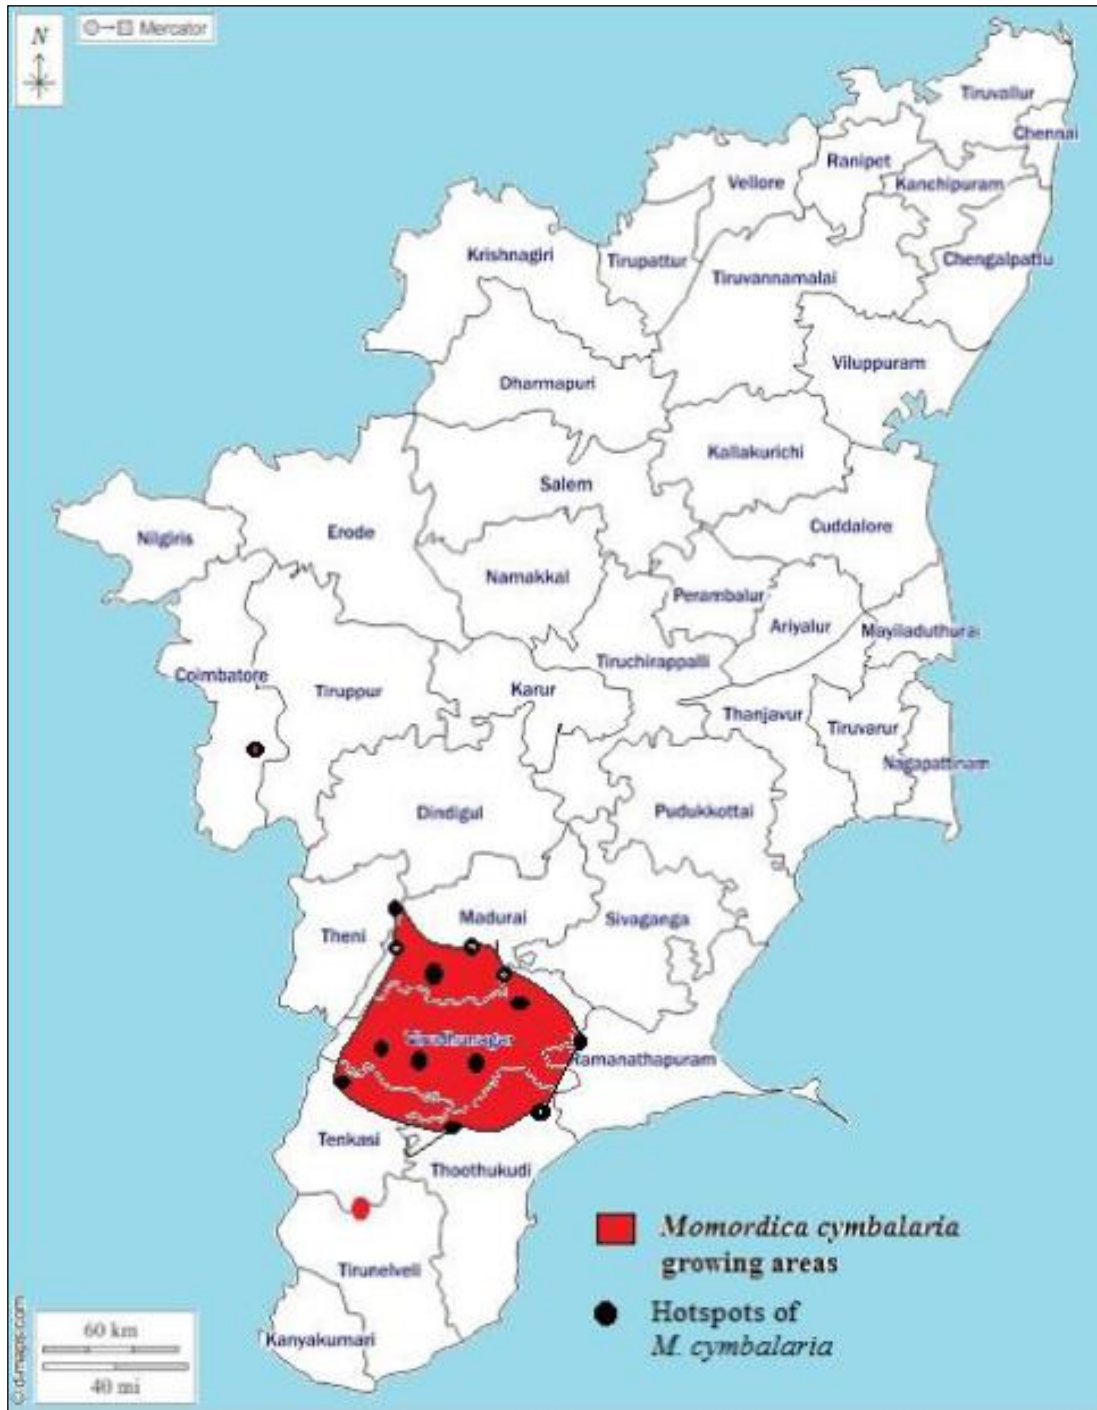 N
Mercator
Tiruvallur
Chennai
Ranipet
Vellore
Kanchipuram
Krishnagiri
Tirupattur
Tiruvannamalai
Chengalpattu
Viluppuram
Dharmapuri
Kallakurichi
Salem
Cuddalore
Erode
Nilgiris
Namakkal
Perambalur
Ariyalur
Mayiladuthurai
Tiruchirappalli
Coimbatore
Tiruppur
Karur
Thanjavur
Tiruvarur
Nagapattinam
Dindigul
Pudukkottai
Madurai
Sivaganga
Theni
Ramanathapuram
Tenkasi
Thoothukudi
Momordica cymbalaria
growing areas
Tirunelveli
Hotspots of
M. cymbalaria
Kanyakumari
60 km
40 mi
© d-maps.com